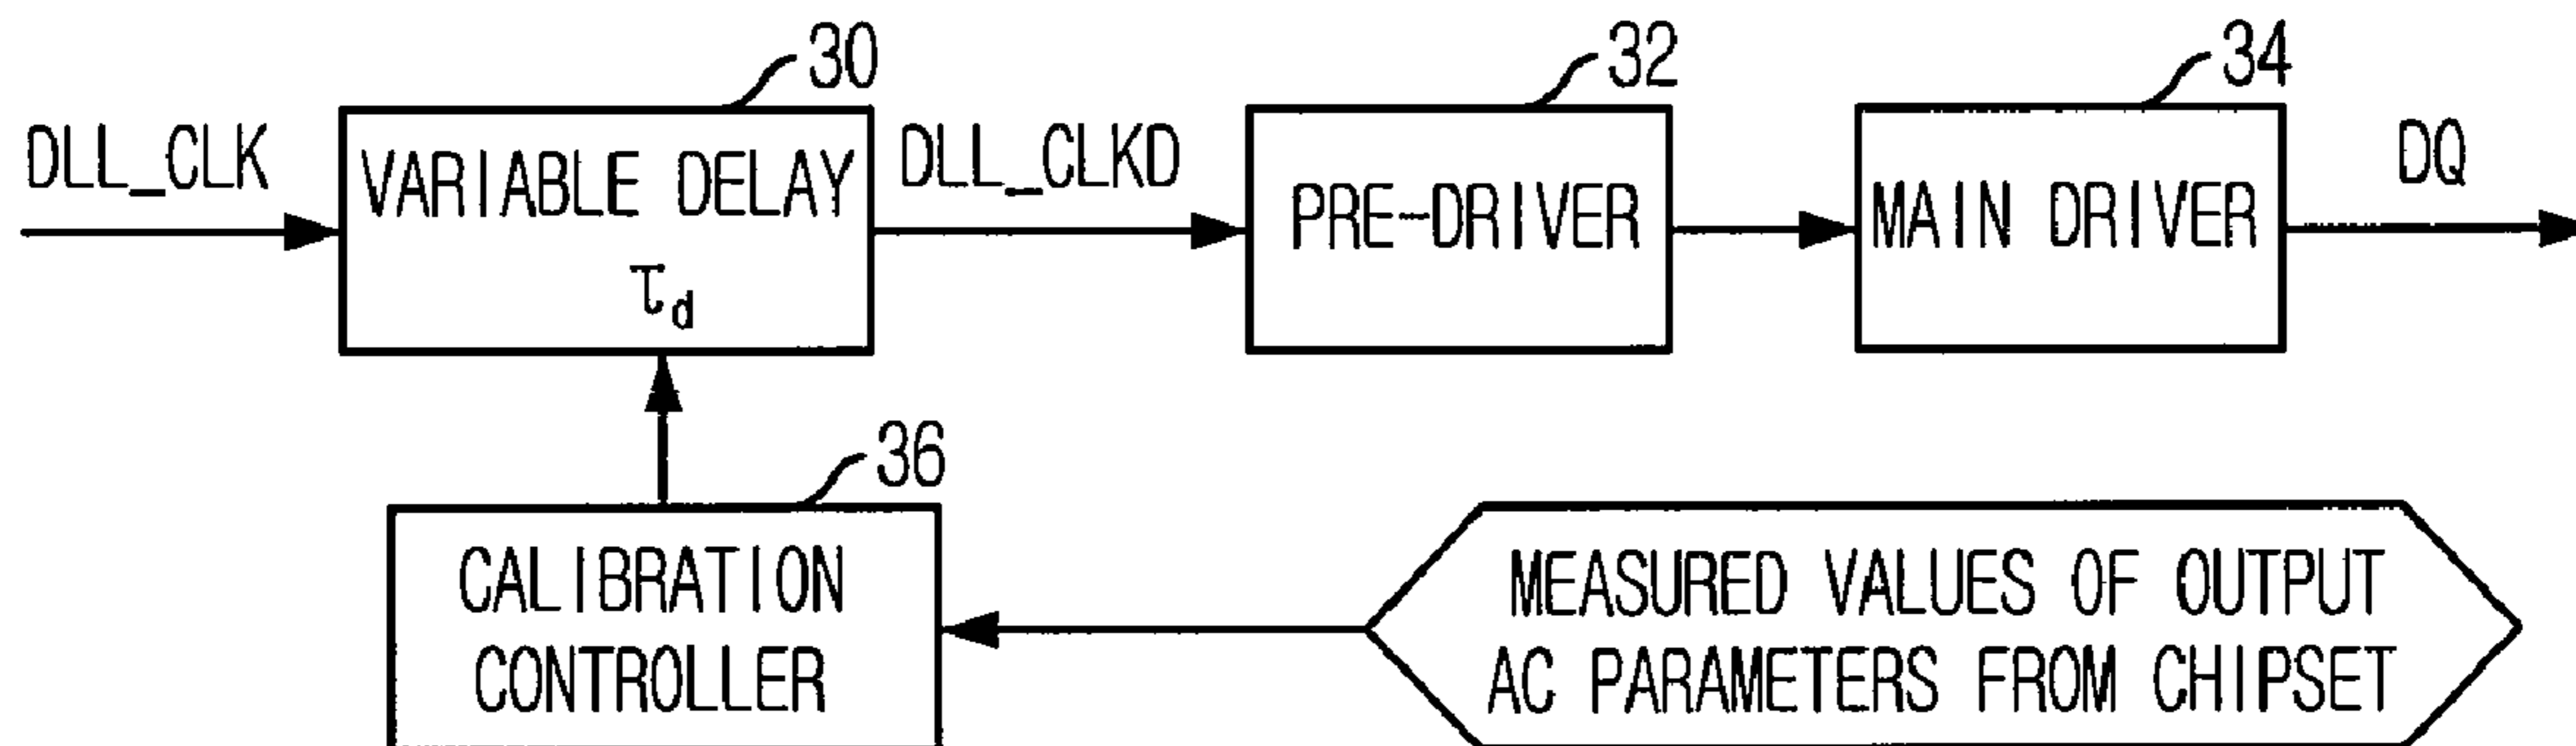 30
32
34
DLL_CLK
VARIABLE DELAY
τd
DLL_CLKD
PRE-DRIVER
MAIN DRIVER
DQ
36
CALIBRATION
CONTROLLER
MEASURED VALUES OF OUTPUT
AC PARAMETERS FROM CHIPSET